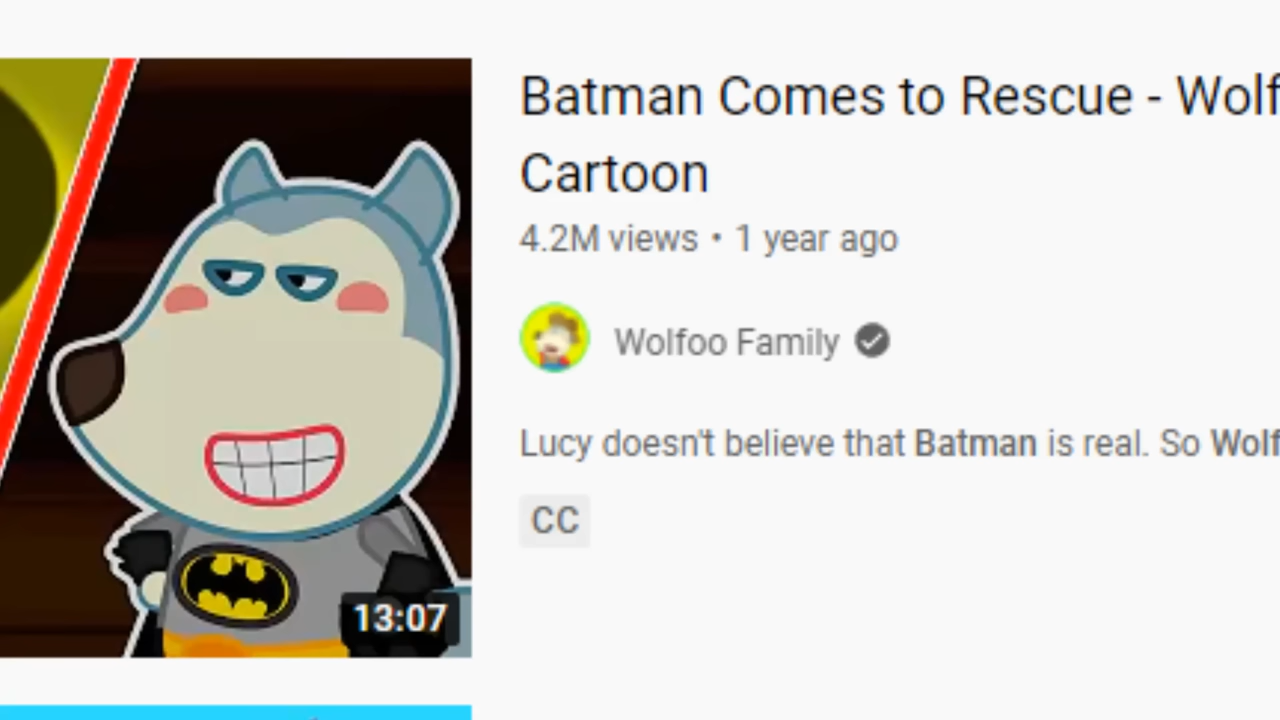 Batman Comes to Rescue - Wolf
Cartoon
4.2M views • 1 year ago
Wolfoo Family
Lucy doesn't believe that Batman is real. So Wolf
CC
13:07